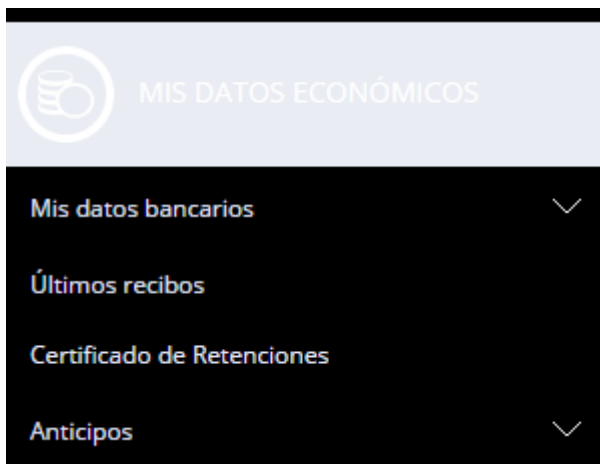 MIS DATOS ECONÓMICOS
Mis datos bancarios
Últimos recibos
Certificado de Retenciones
Anticipos